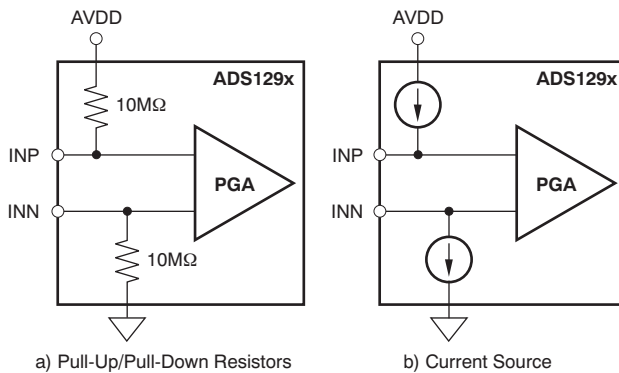 AVDD
ADS129x
10MΩ
INP
PGA
INN
10MΩ
a) Pull-Up/Pull-Down Resistors
AVDD
ADS129x
INP
PGA
INN
b) Current Source